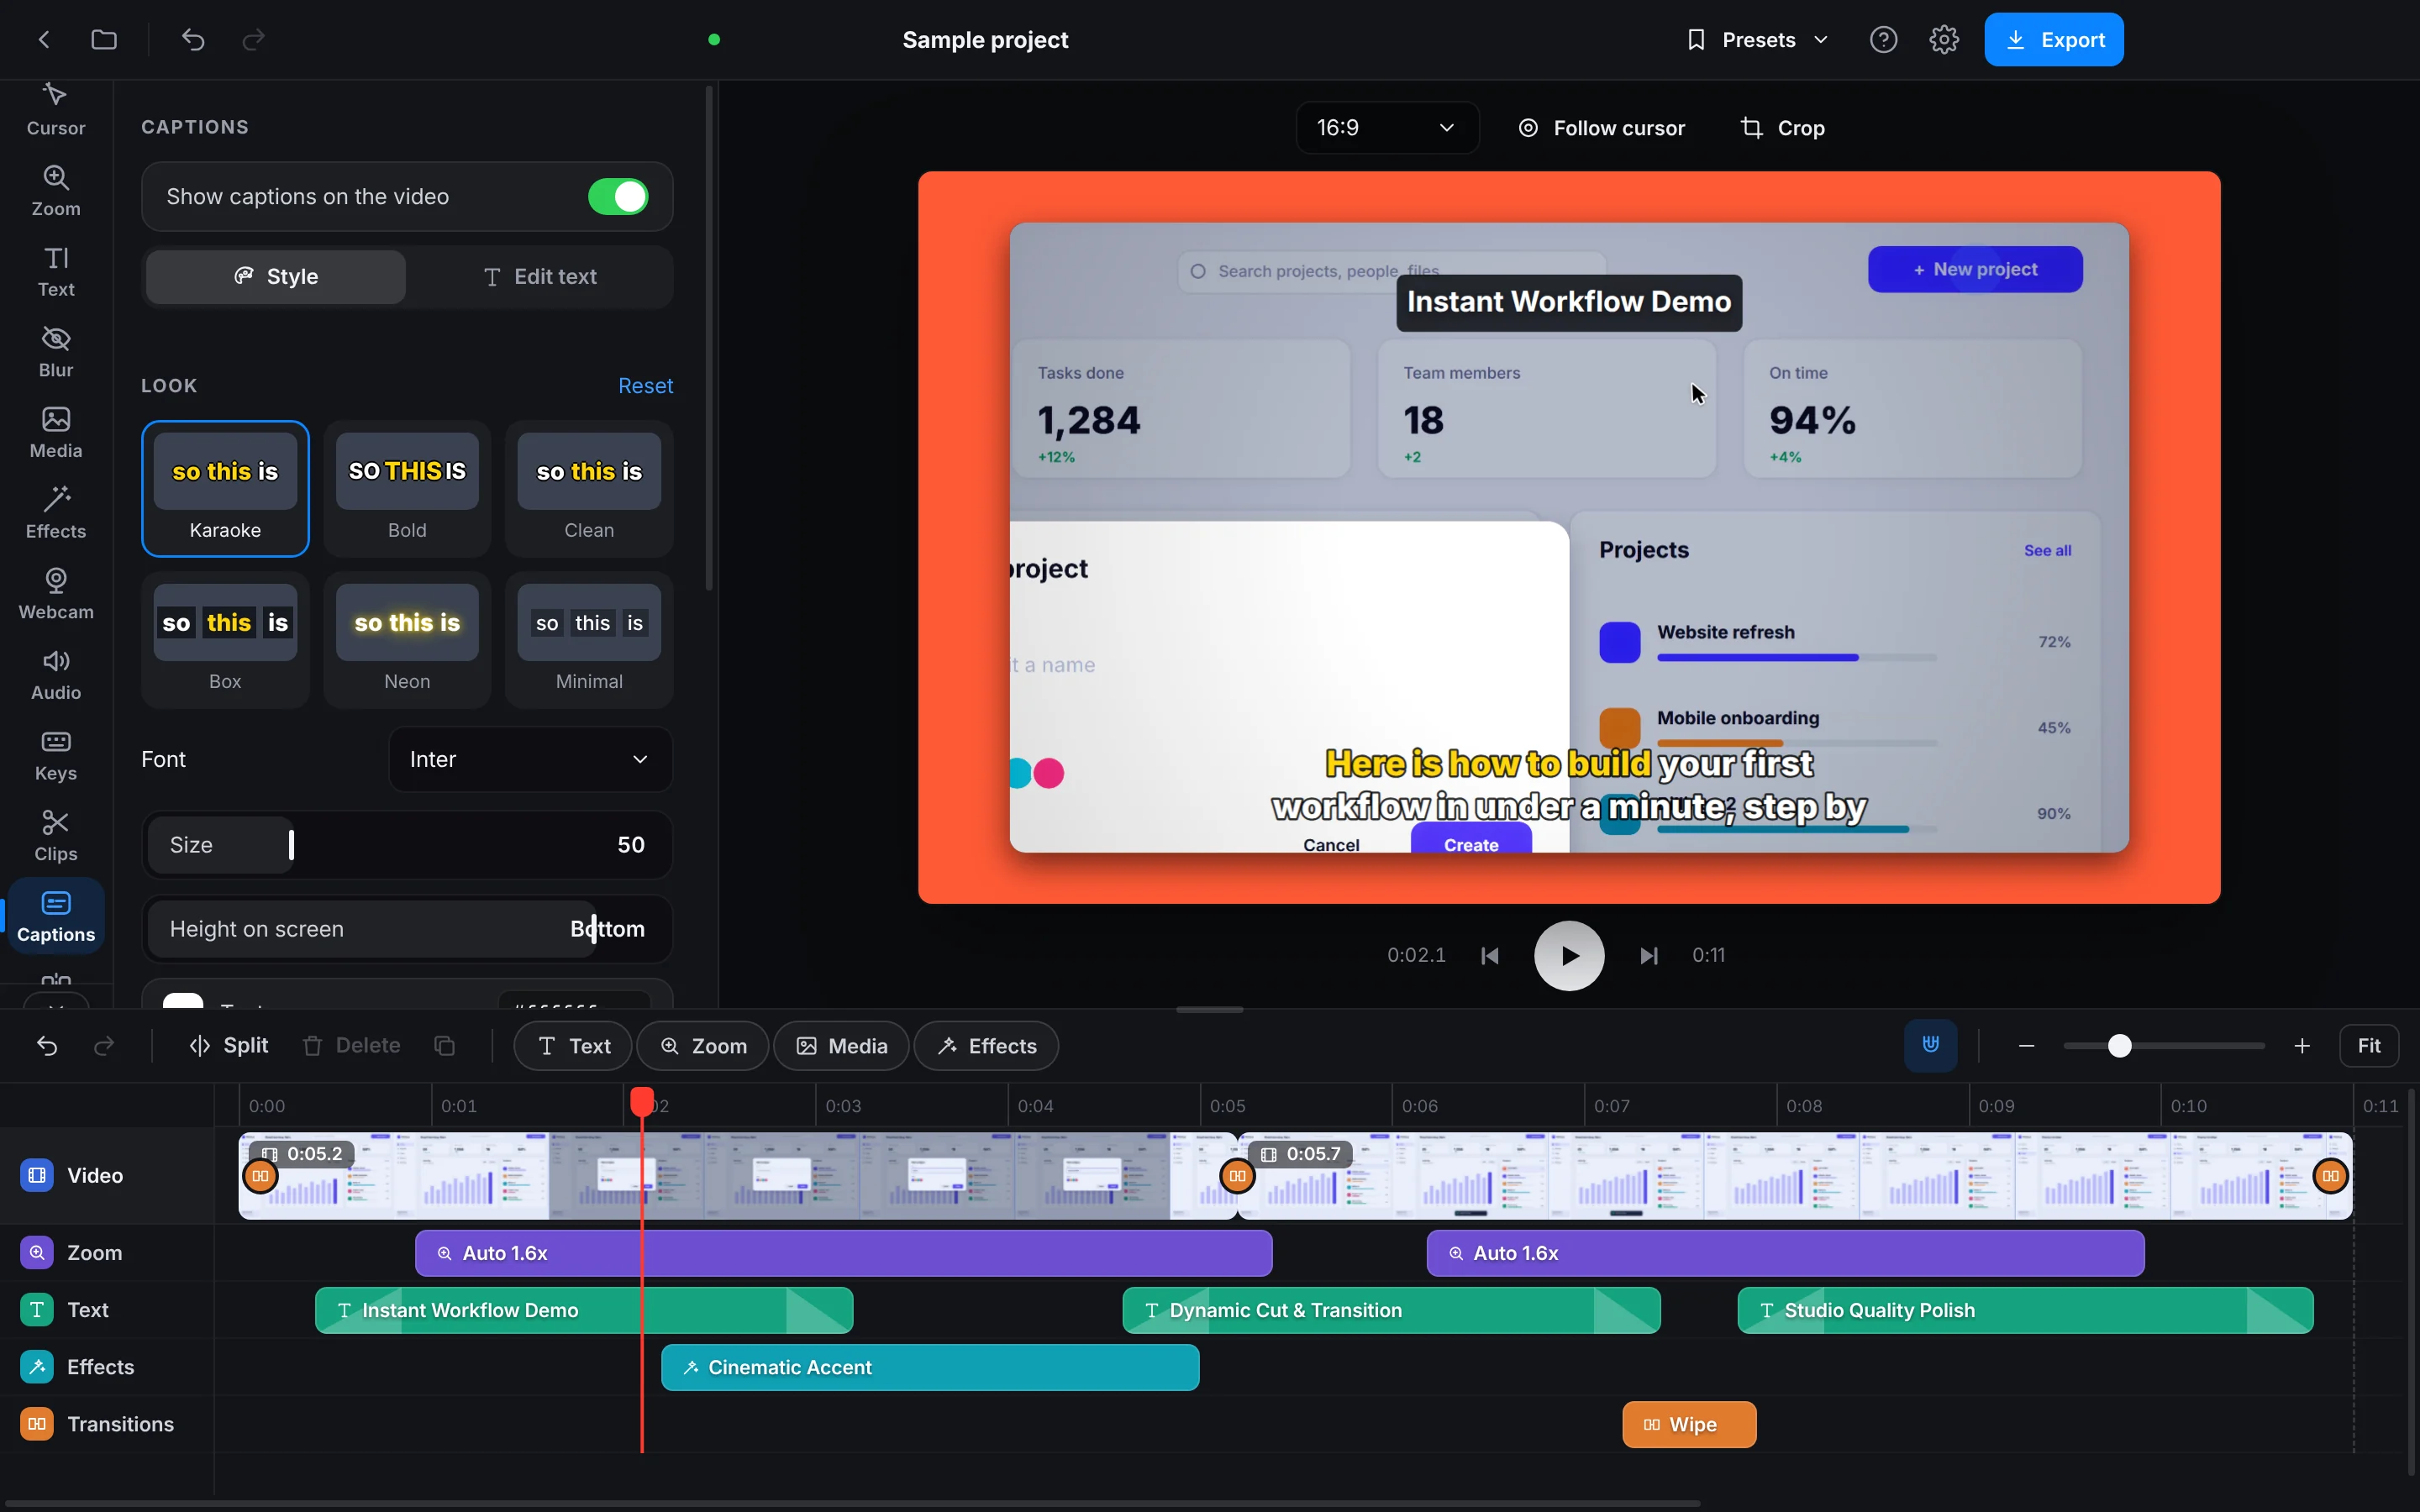 Sample project
Presets
Export
Cursor
Zoom
Text
Blur
Media
Effects
Webcam
Audio
Keys
Clips
Captions
CAPTIONS
Show captions on the video
Style
Edit text
LOOK
Reset
so this is
Karaoke
SO THIS IS
Bold
so this is
Clean
so this is
Box
so this is
Neon
so this is
Minimal
Font
Inter
Size
50
Height on screen
Bottom
16:9
Follow cursor
Crop
Search projects, people, files
+ New project
Instant Workflow Demo
Tasks done
1,284
+12%
Team members
18
+2
On time
94%
+4%
project
it a name
Cancel
Create
Projects
See all
Website refresh
72%
Mobile onboarding
45%
90%
Here is how to build your first
workflow in under a minute, step by
0:02.1
0:11
Split
Delete
Text
Zoom
Media
Effects
Fit
0:00
0:01
02
0:03
0:04
0:05
0:06
0:07
0:08
0:09
0:10
0:11
Video
0:05.2
0:05.7
Zoom
Auto 1.6x
Auto 1.6x
Text
Instant Workflow Demo
Dynamic Cut & Transition
Studio Quality Polish
Effects
Cinematic Accent
Transitions
Wipe